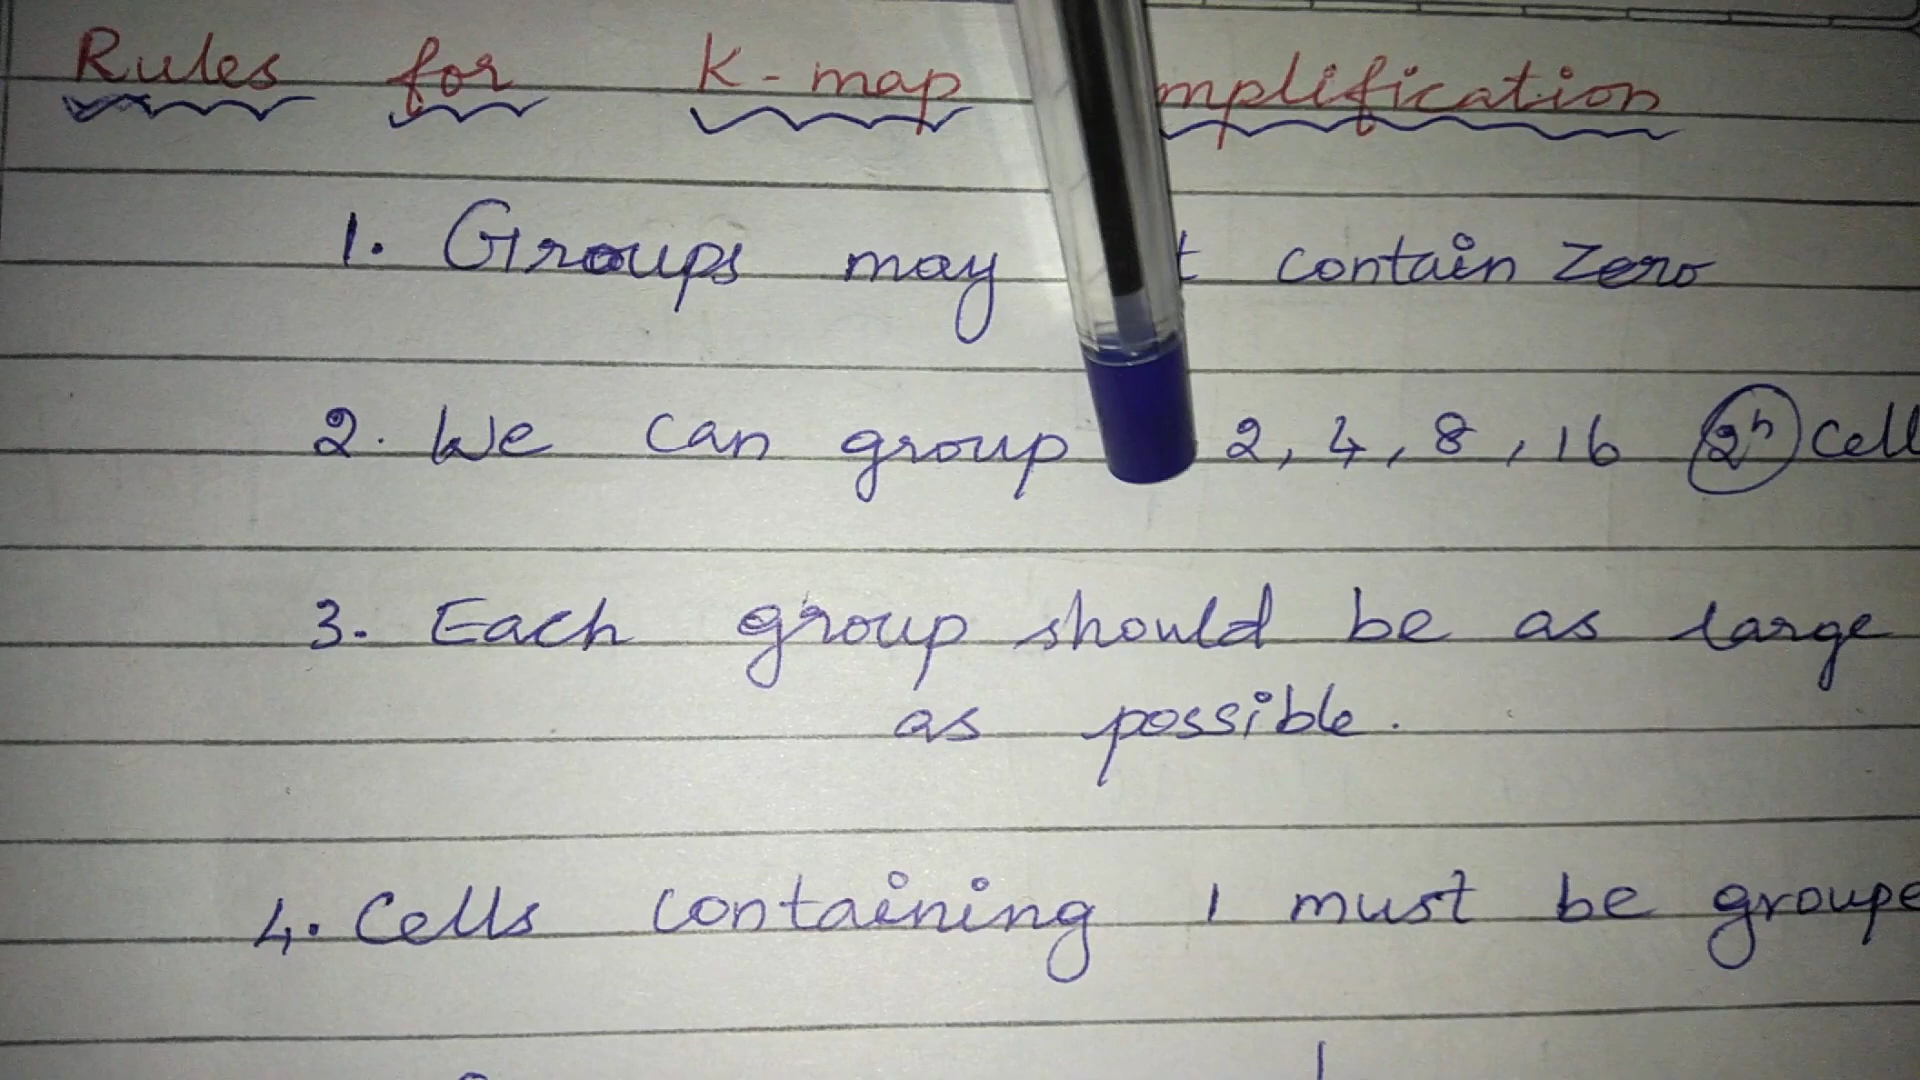 Rules for K-map mplification
1. Groups may t contain Zero
2. We can group 2, 4, 8, 16 2ⁿ Cell
3. Each group should be as large
as possible.
4. Cells containing 1 must be groupe